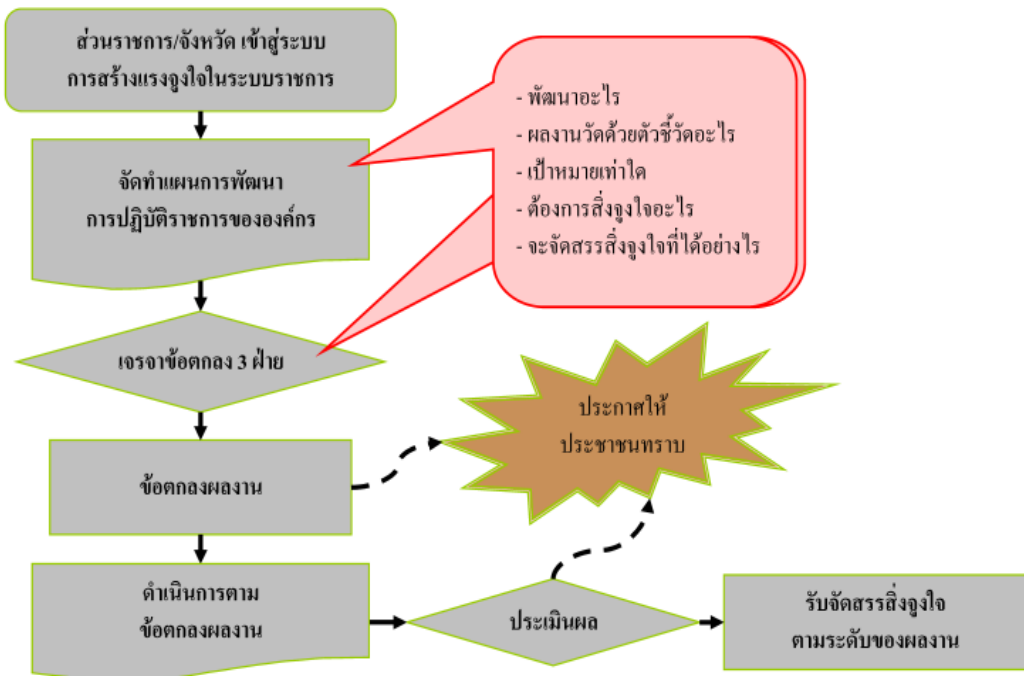 ส่วนราชการ/จังหวัด เข้าสู่ระบบ
การสร้างแรงจูงใจในระบบราชการ
- พัฒนาอะไร
- ผลงานวัดด้วยตัวชี้วัดอะไร
- เป้าหมายเท่าใด
- ต้องการสิ่งจูงใจอะไร
- จะจัดสรรสิ่งจูงใจที่ได้อย่างไร
จัดทำแผนการพัฒนา
การปฏิบัติราชการขององค์กร
เจรจาข้อตกลง 3 ฝ่าย
ประกาศให้
ประชาชนทราบ
ข้อตกลงผลงาน
ดำเนินการตาม
ข้อตกลงผลงาน
ประเมินผล
รับจัดสรรสิ่งจูงใจ
ตามระดับของผลงาน